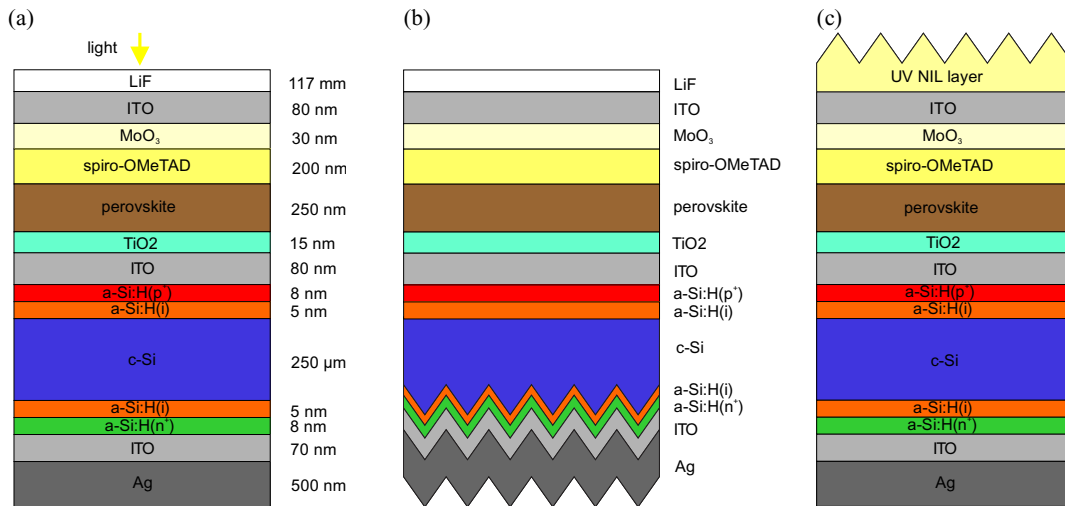 (a)
light
LiF
117 mm
ITO
80 nm
MoO₃
30 nm
spiro-OMeTAD
200 nm
perovskite
250 nm
TiO2
15 nm
ITO
80 nm
a-Si:H(p⁺)
8 nm
a-Si:H(i)
5 nm
c-Si
250 µm
a-Si:H(i)
5 nm
a-Si:H(n⁺)
8 nm
ITO
70 nm
Ag
500 nm
(b)
LiF
ITO
MoO₃
spiro-OMeTAD
perovskite
TiO2
ITO
a-Si:H(p⁺)
a-Si:H(i)
c-Si
a-Si:H(i)
a-Si:H(n⁺)
ITO
Ag
(c)
UV NIL layer
ITO
MoO₃
spiro-OMeTAD
perovskite
TiO2
ITO
a-Si:H(p⁺)
a-Si:H(i)
c-Si
a-Si:H(i)
a-Si:H(n⁺)
ITO
Ag